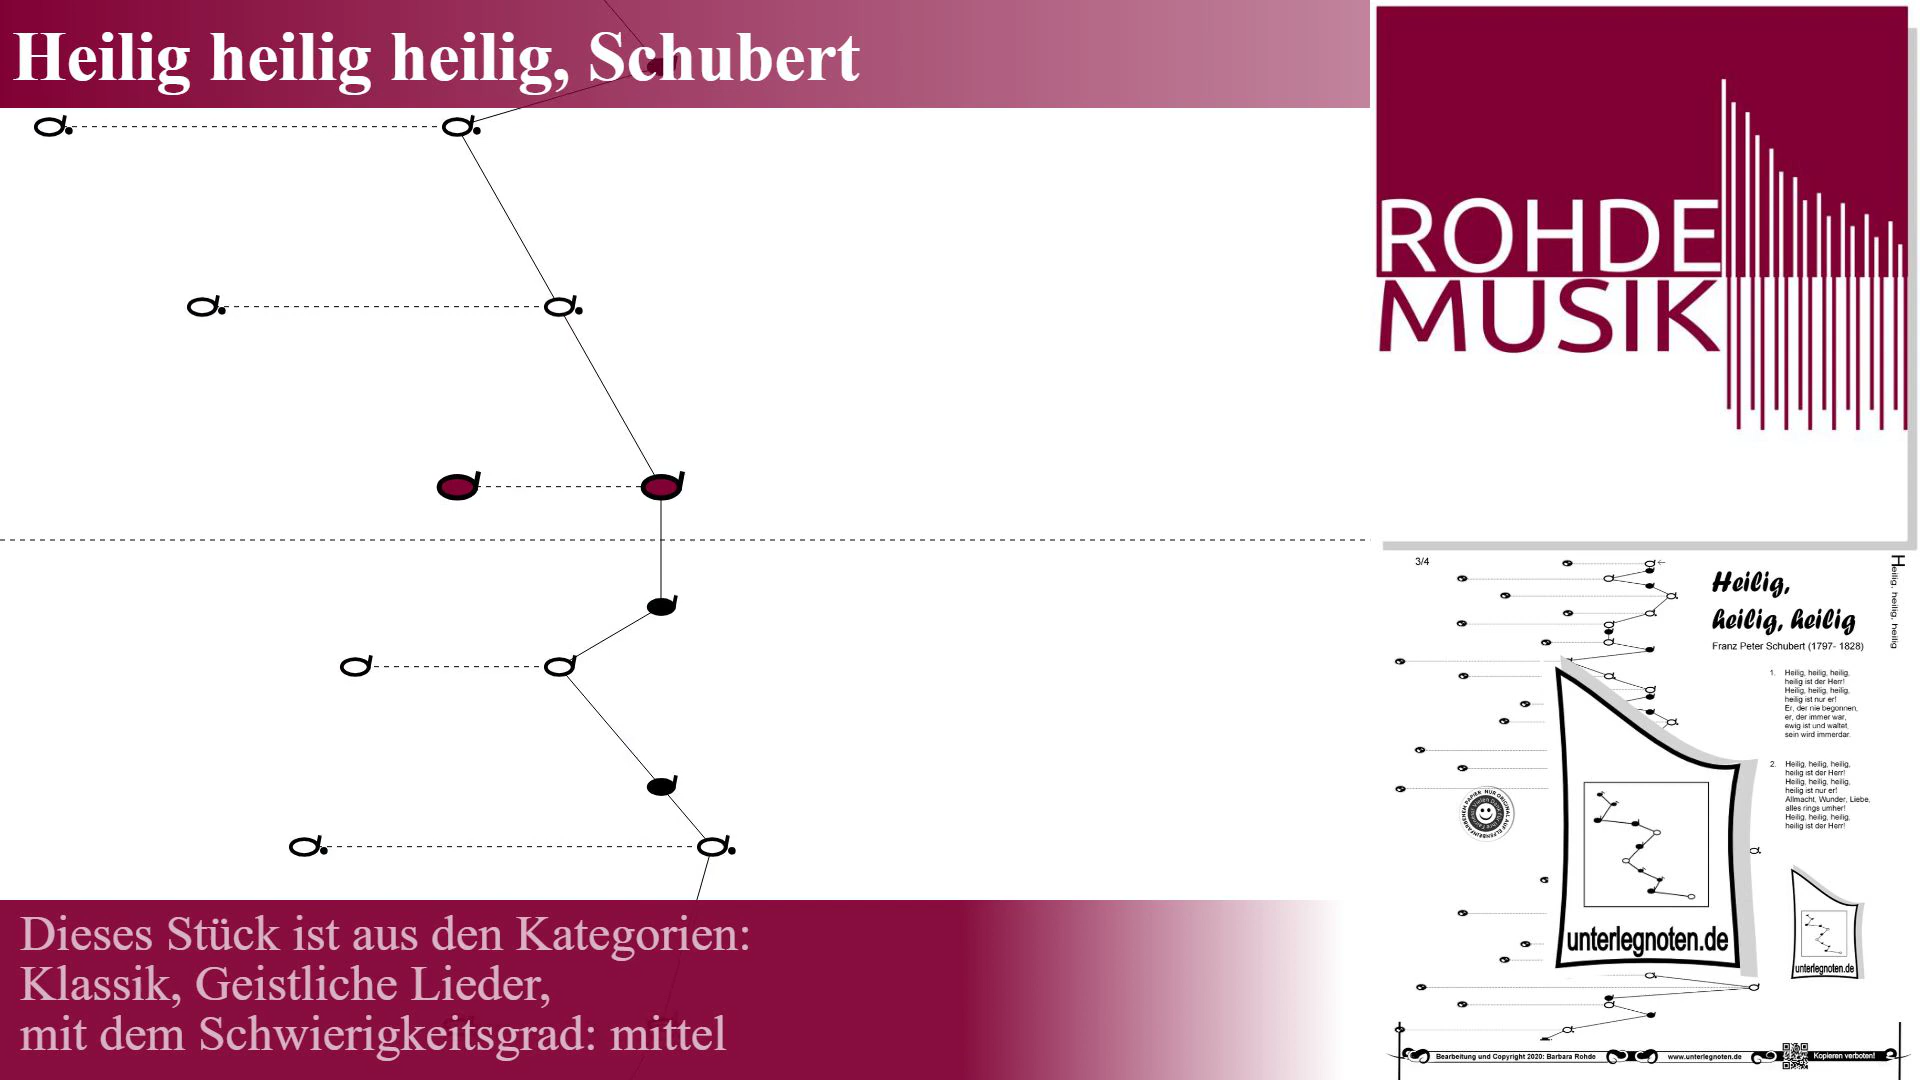 Heilig heilig heilig, Schubert
ROHDE
MUSIK
3/4
Heilig,
heilig, heilig
Franz Peter Schubert (1797- 1828)
Heilig, heilig, heilig
1. Heilig, heilig, heilig,
heilig ist der Herr!
Heilig, heilig, heilig,
heilig ist nur er!
Er, der nie begonnen,
er, der immer war,
ewig ist und waltet,
sein wird immerdar.
2. Heilig, heilig, heilig,
heilig ist der Herr!
Heilig, heilig, heilig,
heilig ist nur er!
Allmacht, Wunder, Liebe,
alles rings umher!
Heilig, heilig, heilig,
heilig ist der Herr!
unterlegnoten.de
unterlegnoten.de
Dieses Stück ist aus den Kategorien:
Klassik, Geistliche Lieder,
mit dem Schwierigkeitsgrad: mittel
Bearbeitung und Copyright 2020: Barbara Rohde
www.unterlegnoten.de
Kopieren verboten!